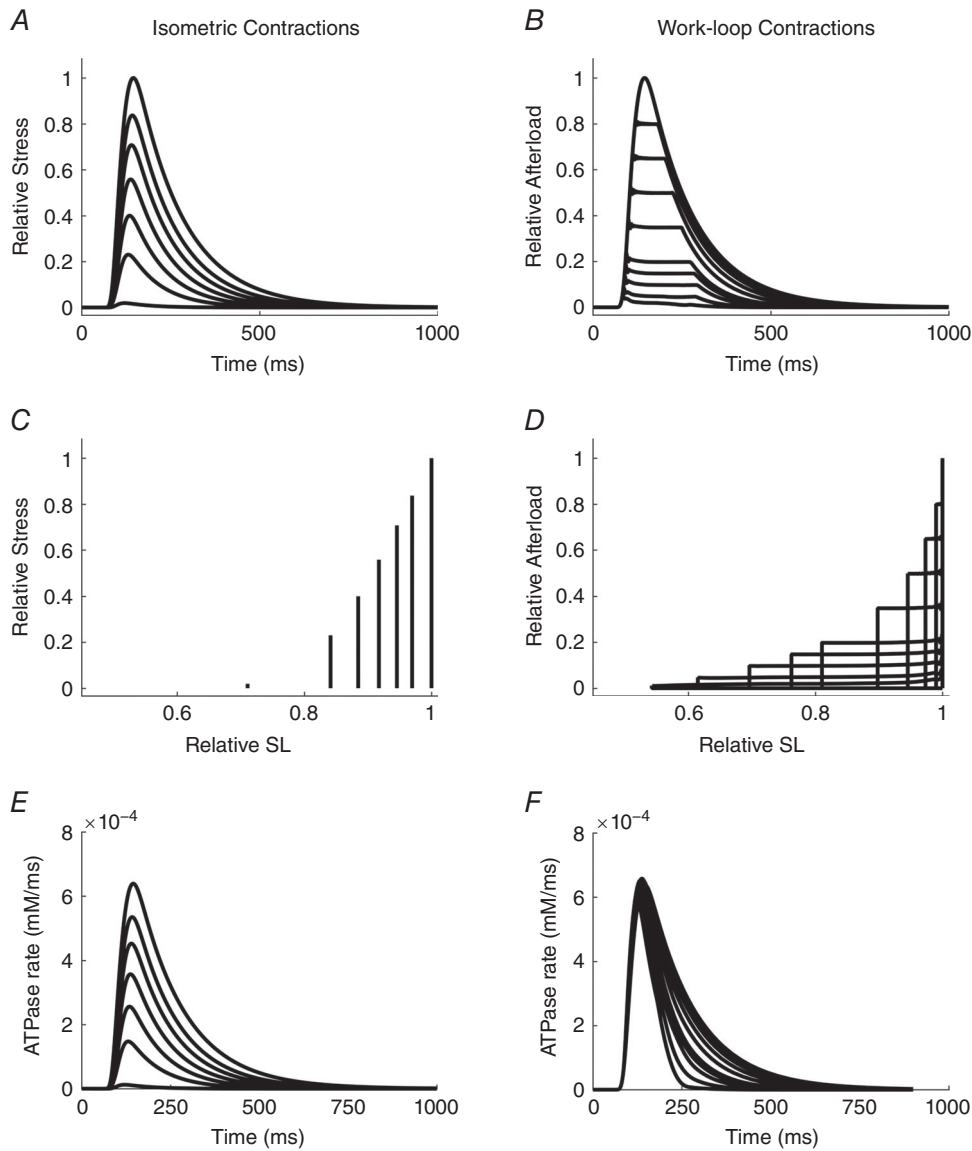 A
Isometric Contractions
Relative Stress
1
0.8
0.6
0.4
0.2
0
0
500
1000
Time (ms)
B
Work-loop Contractions
Relative Afterload
1
0.8
0.6
0.4
0.2
0
0
500
1000
Time (ms)
C
Relative Stress
1
0.8
0.6
0.4
0.2
0
0.6
0.8
1
Relative SL
D
Relative Afterload
1
0.8
0.6
0.4
0.2
0
0.6
0.8
1
Relative SL
E
×10⁻⁴
ATPase rate (mM/ms)
8
6
4
2
0
0
250
500
750
1000
Time (ms)
F
×10⁻⁴
ATPase rate (mM/ms)
8
6
4
2
0
0
250
500
750
1000
Time (ms)